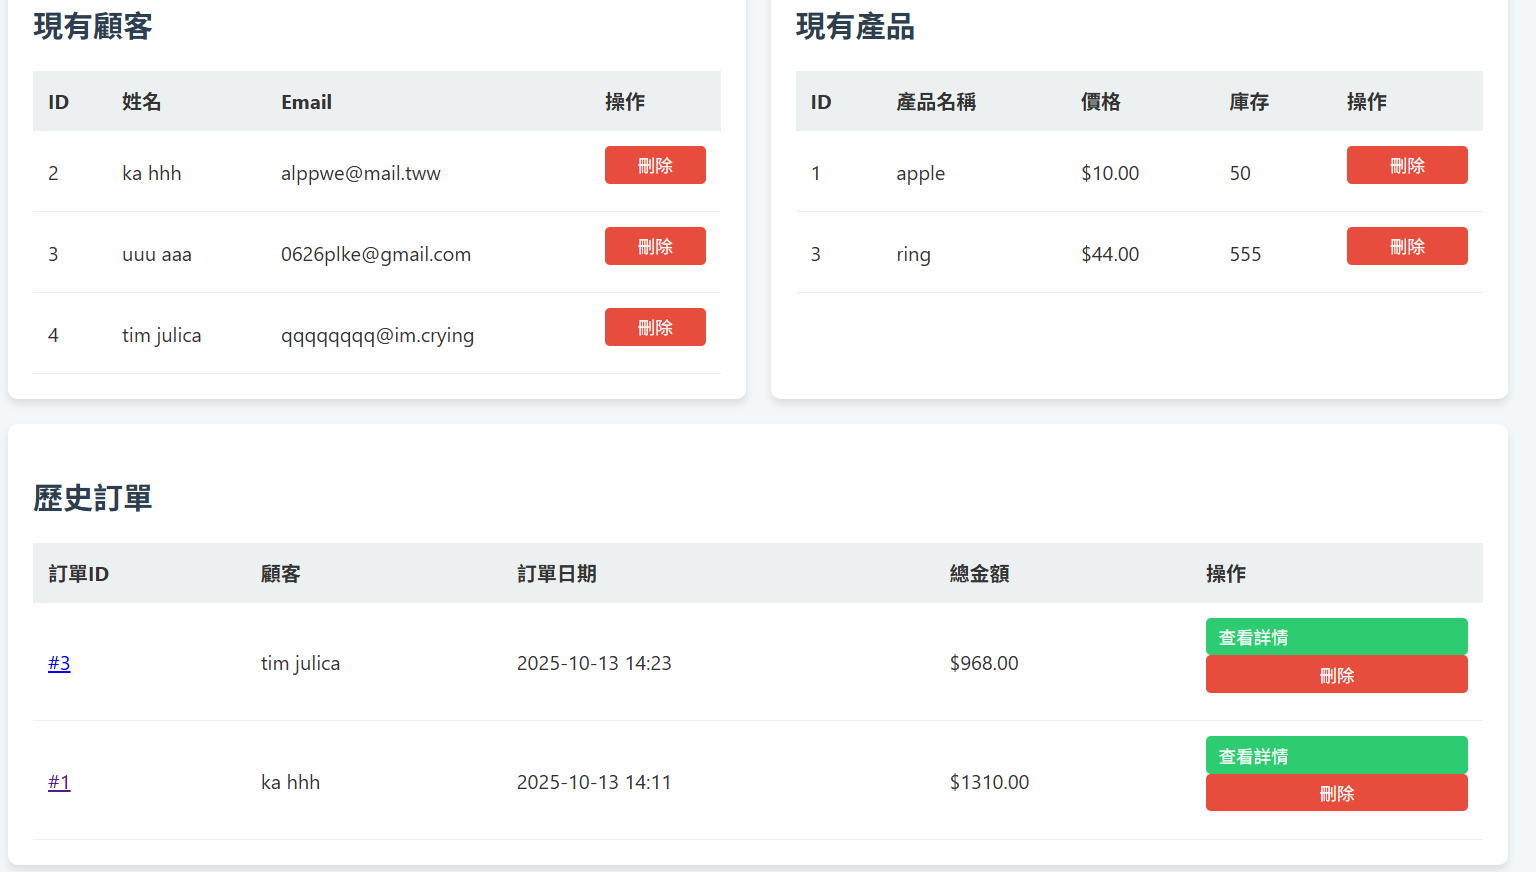 現有顧客
ID 姓名 Email 操作
2 ka hhh alppwe@mail.tww 刪除
3 uuu aaa 0626plke@gmail.com 刪除
4 tim julica qqqqqqqq@im.crying 刪除
現有產品
ID 產品名稱 價格 庫存 操作
1 apple $10.00 50 刪除
3 ring $44.00 555 刪除
歷史訂單
訂單ID 顧客 訂單日期 總金額 操作
#3 tim julica 2025-10-13 14:23 $968.00 查看詳情
刪除
#1 ka hhh 2025-10-13 14:11 $1310.00 查看詳情
刪除